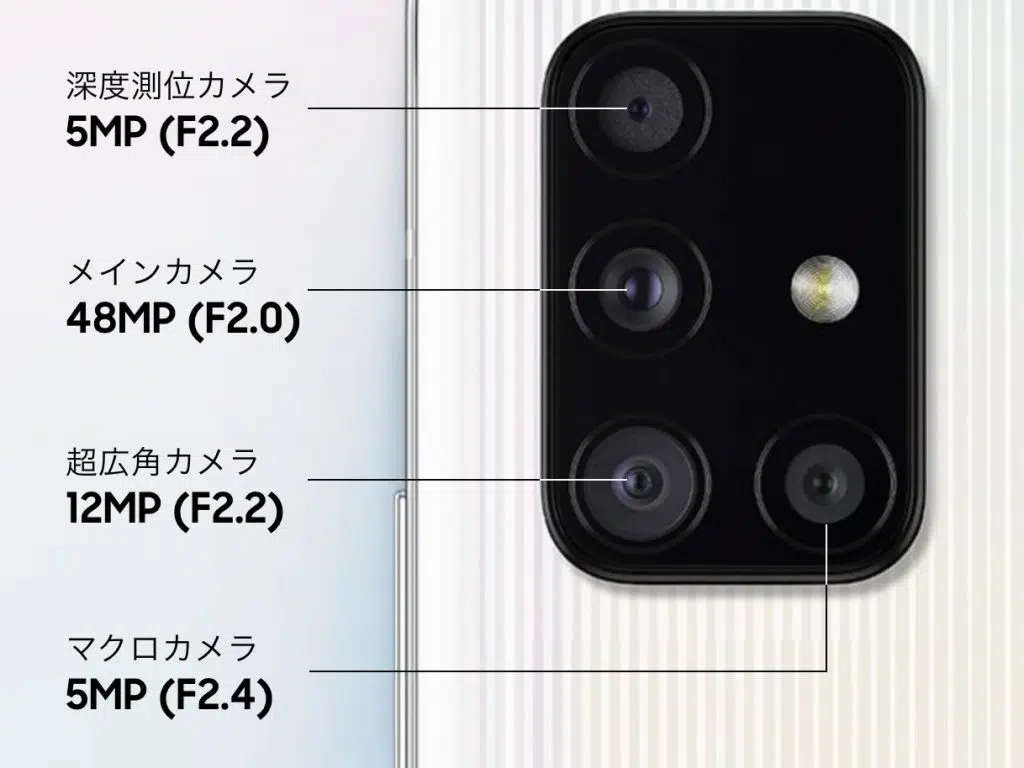 深度測位カメラ
5MP (F2.2)
メインカメラ
48MP (F2.0)
超広角カメラ
12MP (F2.2)
マクロカメラ
5MP (F2.4)